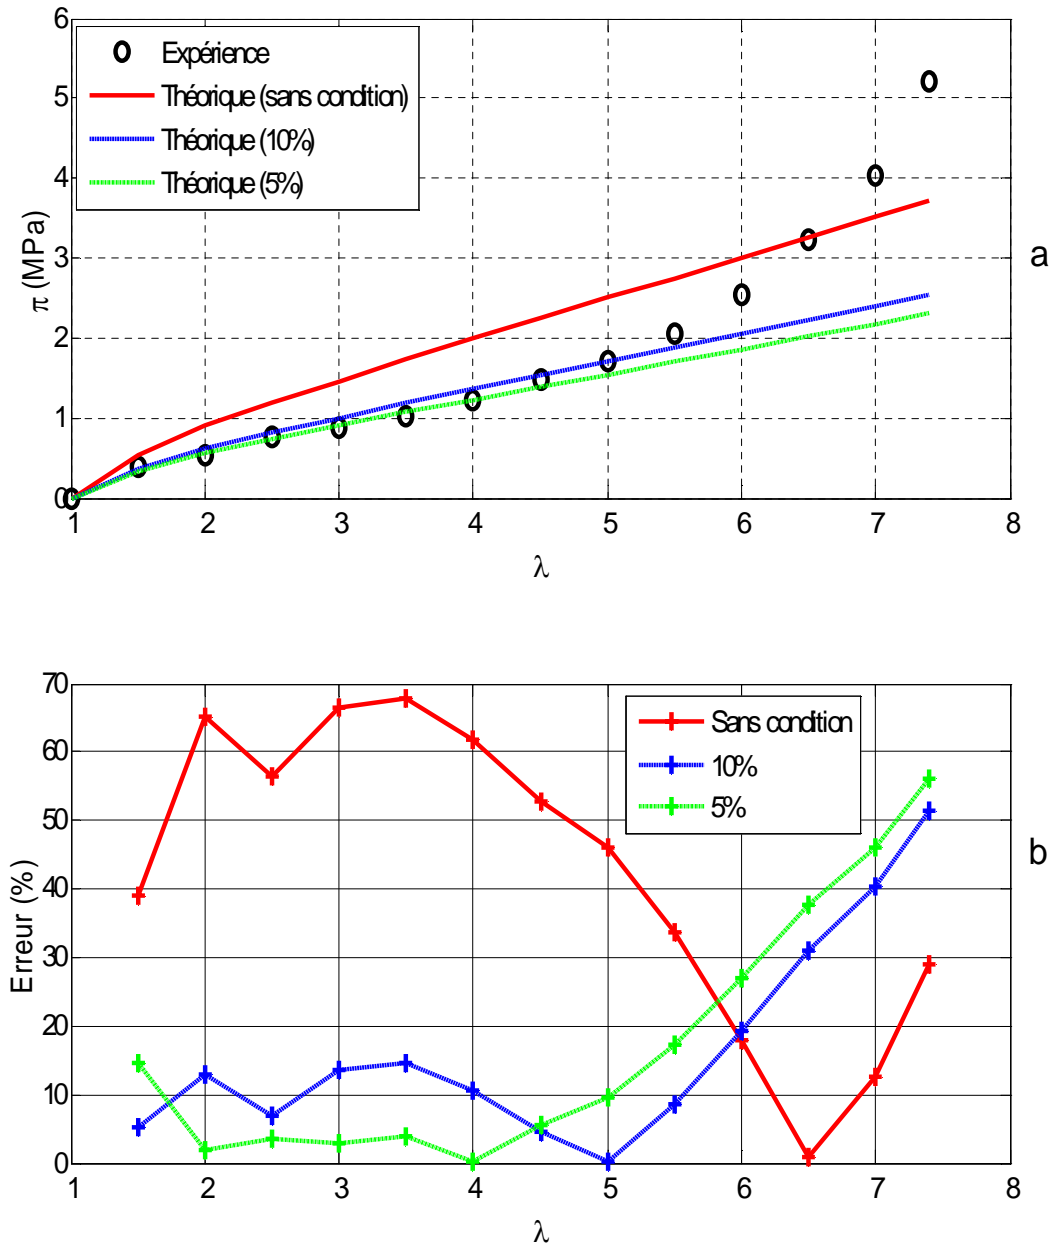 6
5
4
3
2
1
0
π (MPa)
Expérience
Théorique (sans condition)
Théorique (10%)
Théorique (5%)
a
1 2 3 4 5 6 7 8
λ
70
60
50
40
30
20
10
0
Erreur (%)
Sans condition
10%
5%
b
1 2 3 4 5 6 7 8
λ